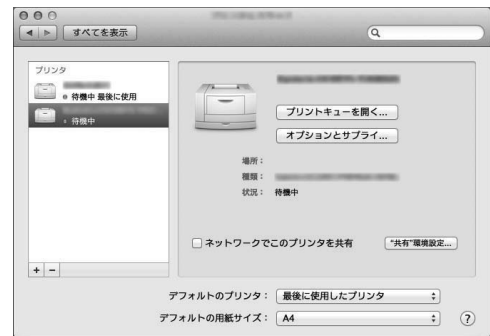 すべてを表示
プリンタ
待機中 最後に使用
待機中
プリントキューを開く...
オプションとサプライ...
場所：
種類：
状況： 待機中
ネットワークでこのプリンタを共有
"共有"環境設定...
+ −
デフォルトのプリンタ： 最後に使用したプリンタ
デフォルトの用紙サイズ： A4
?